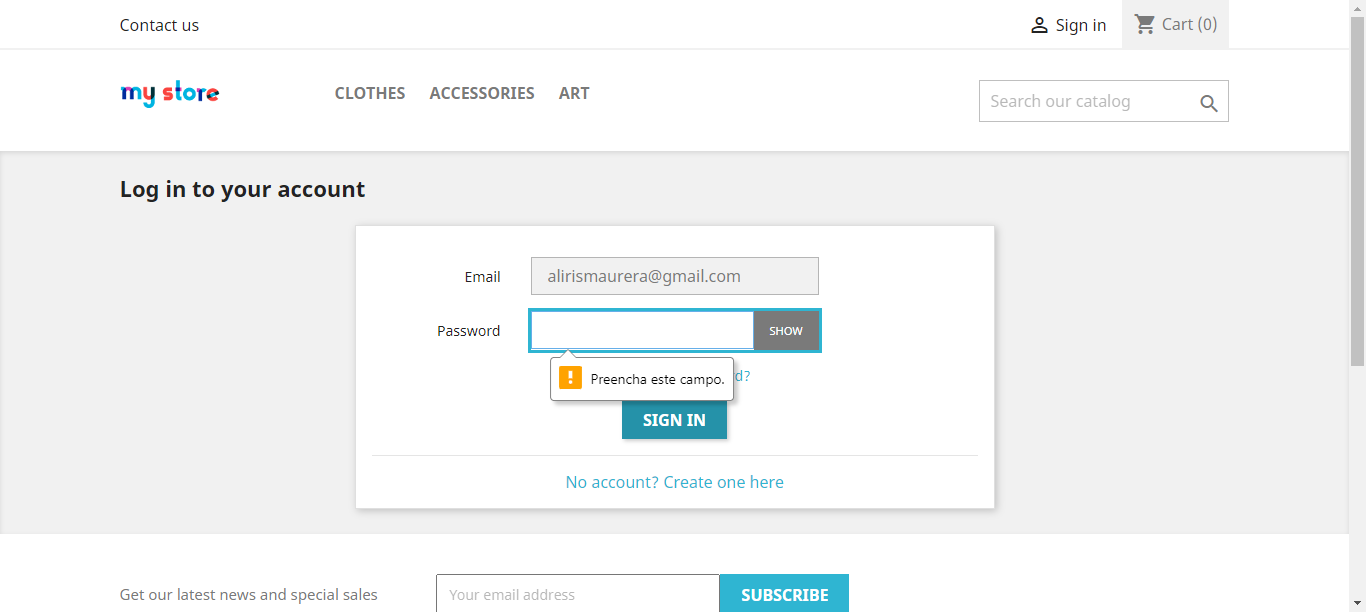 Contact us
Sign in
Cart (0)
my store
CLOTHES
ACCESSORIES
ART
Search our catalog
Log in to your account
Email
alirismaurera@gmail.com
Password
SHOW
Preencha este campo.
d?
SIGN IN
No account? Create one here
Get our latest news and special sales
Your email address
SUBSCRIBE